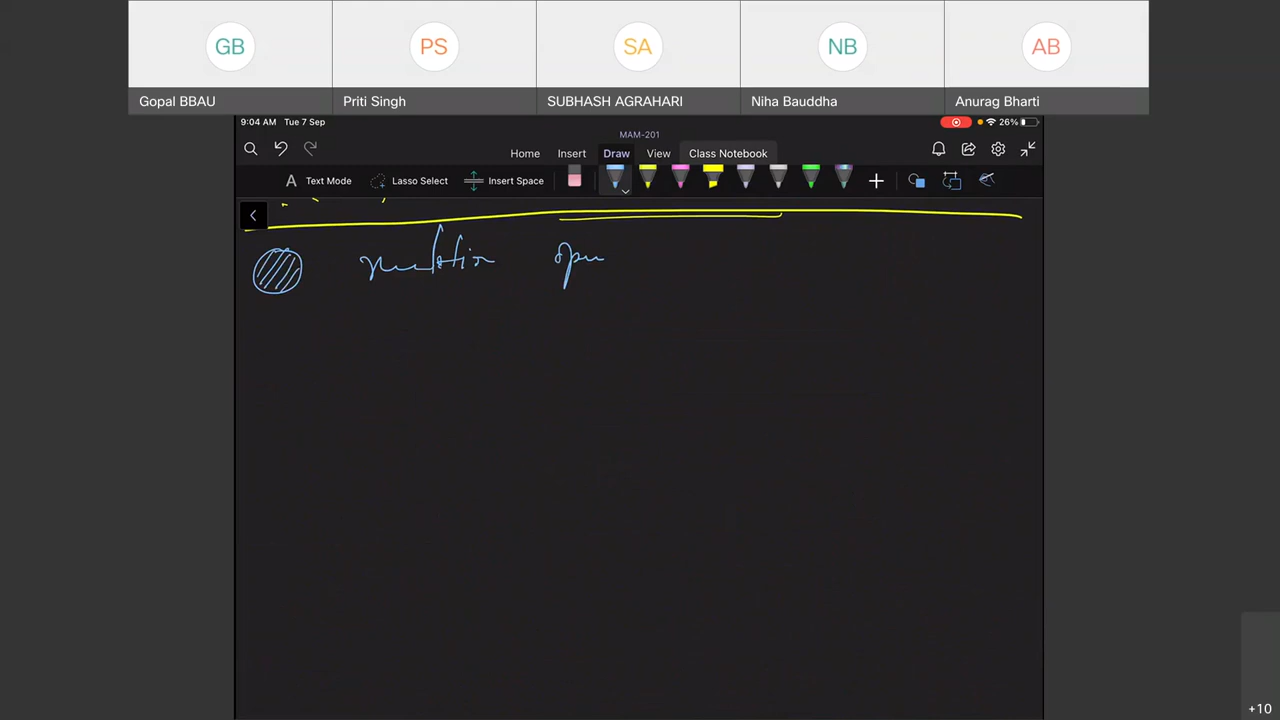 GB PS SA NB AB
Gopal BBAU Priti Singh SUBHASH AGRAHARI Niha Bauddha Anurag Bharti
9:04 AM Tue 7 Sep 26%
MAM-201
Home Insert Draw View Class Notebook
A Text Mode Lasso Select Insert Space
+10